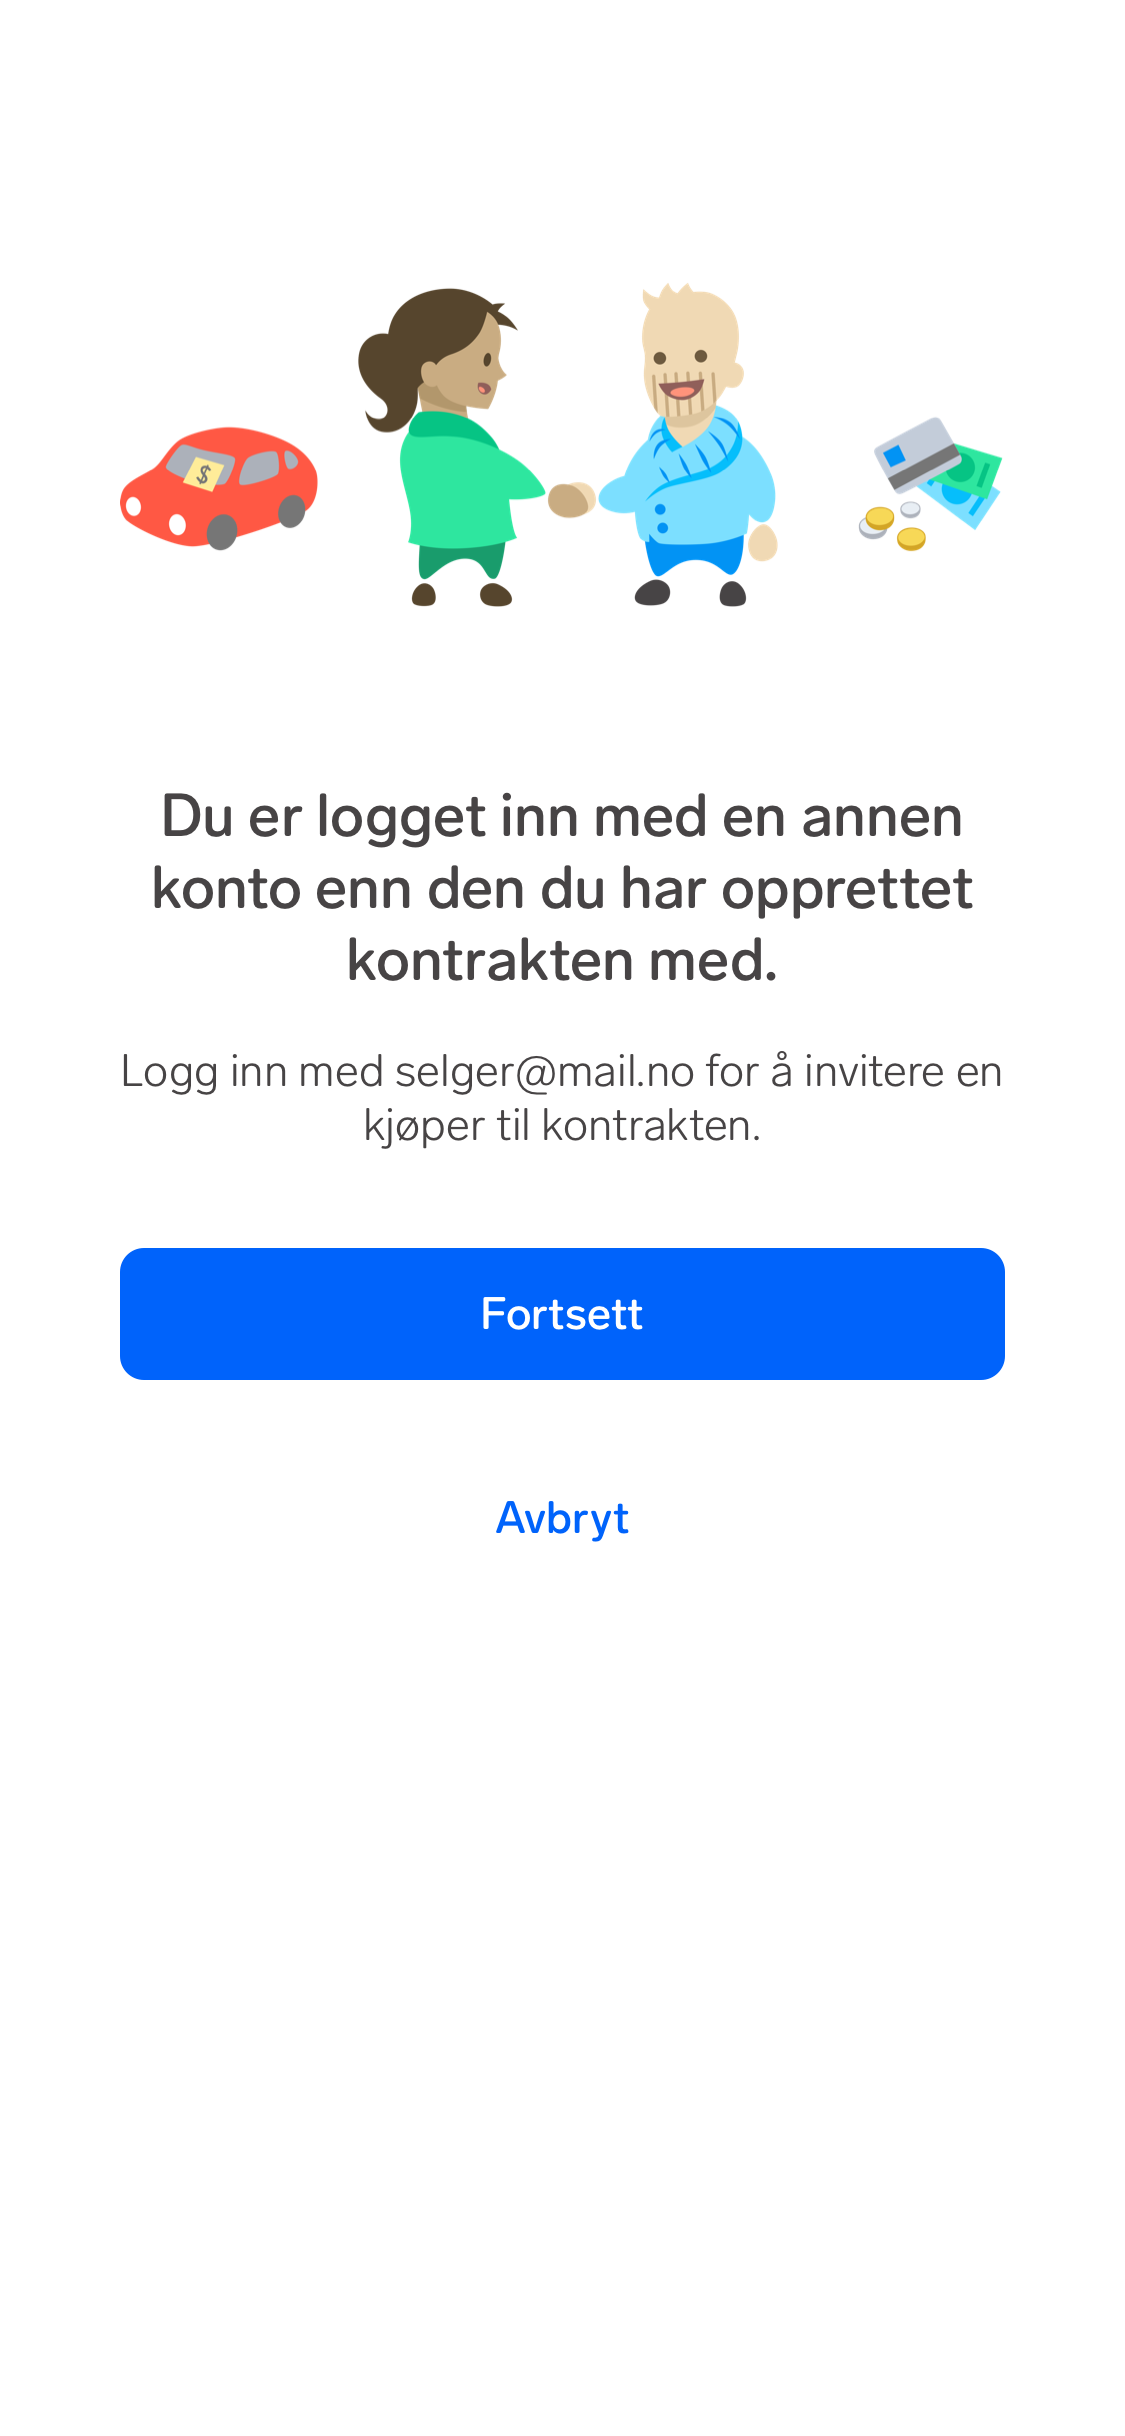 $
Du er logget inn med en annen
konto enn den du har opprettet
kontrakten med.
Logg inn med selger@mail.no for å invitere en
kjøper til kontrakten.
Fortsett
Avbryt